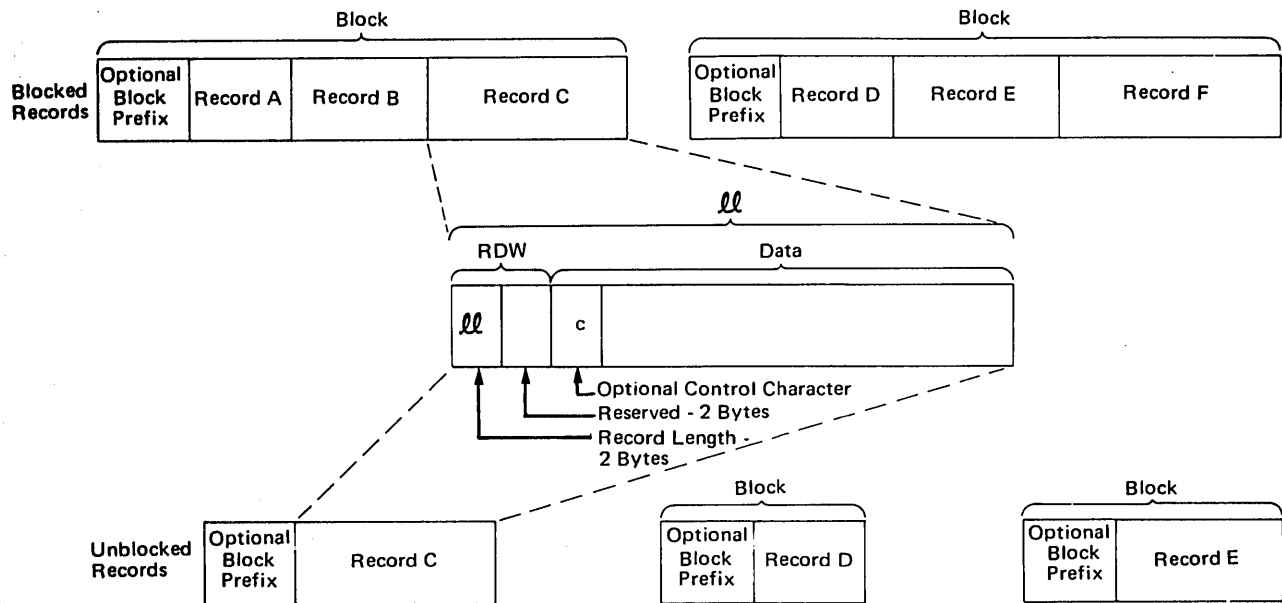 Block
Block
Blocked
Records
Optional
Block
Prefix
Record A
Record B
Record C
Optional
Block
Prefix
Record D
Record E
Record F
ll
RDW
Data
ll
c
Optional Control Character
Reserved - 2 Bytes
Record Length -
2 Bytes
Block
Block
Unblocked
Records
Optional
Block
Prefix
Record C
Optional
Block
Prefix
Record D
Optional
Block
Prefix
Record E